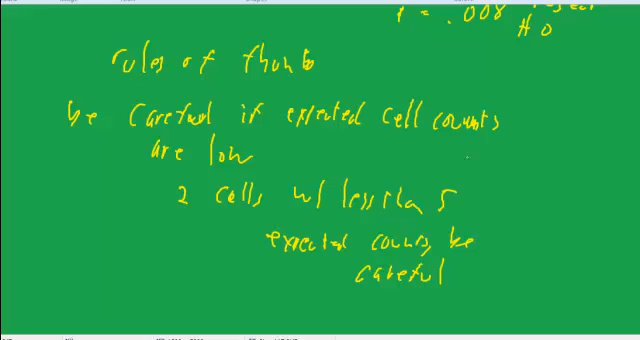 P = .008 reject
H0
rules of thumb
be careful if expected cell counts
are low
2 cells w/ less than 5
expected counts, be
careful